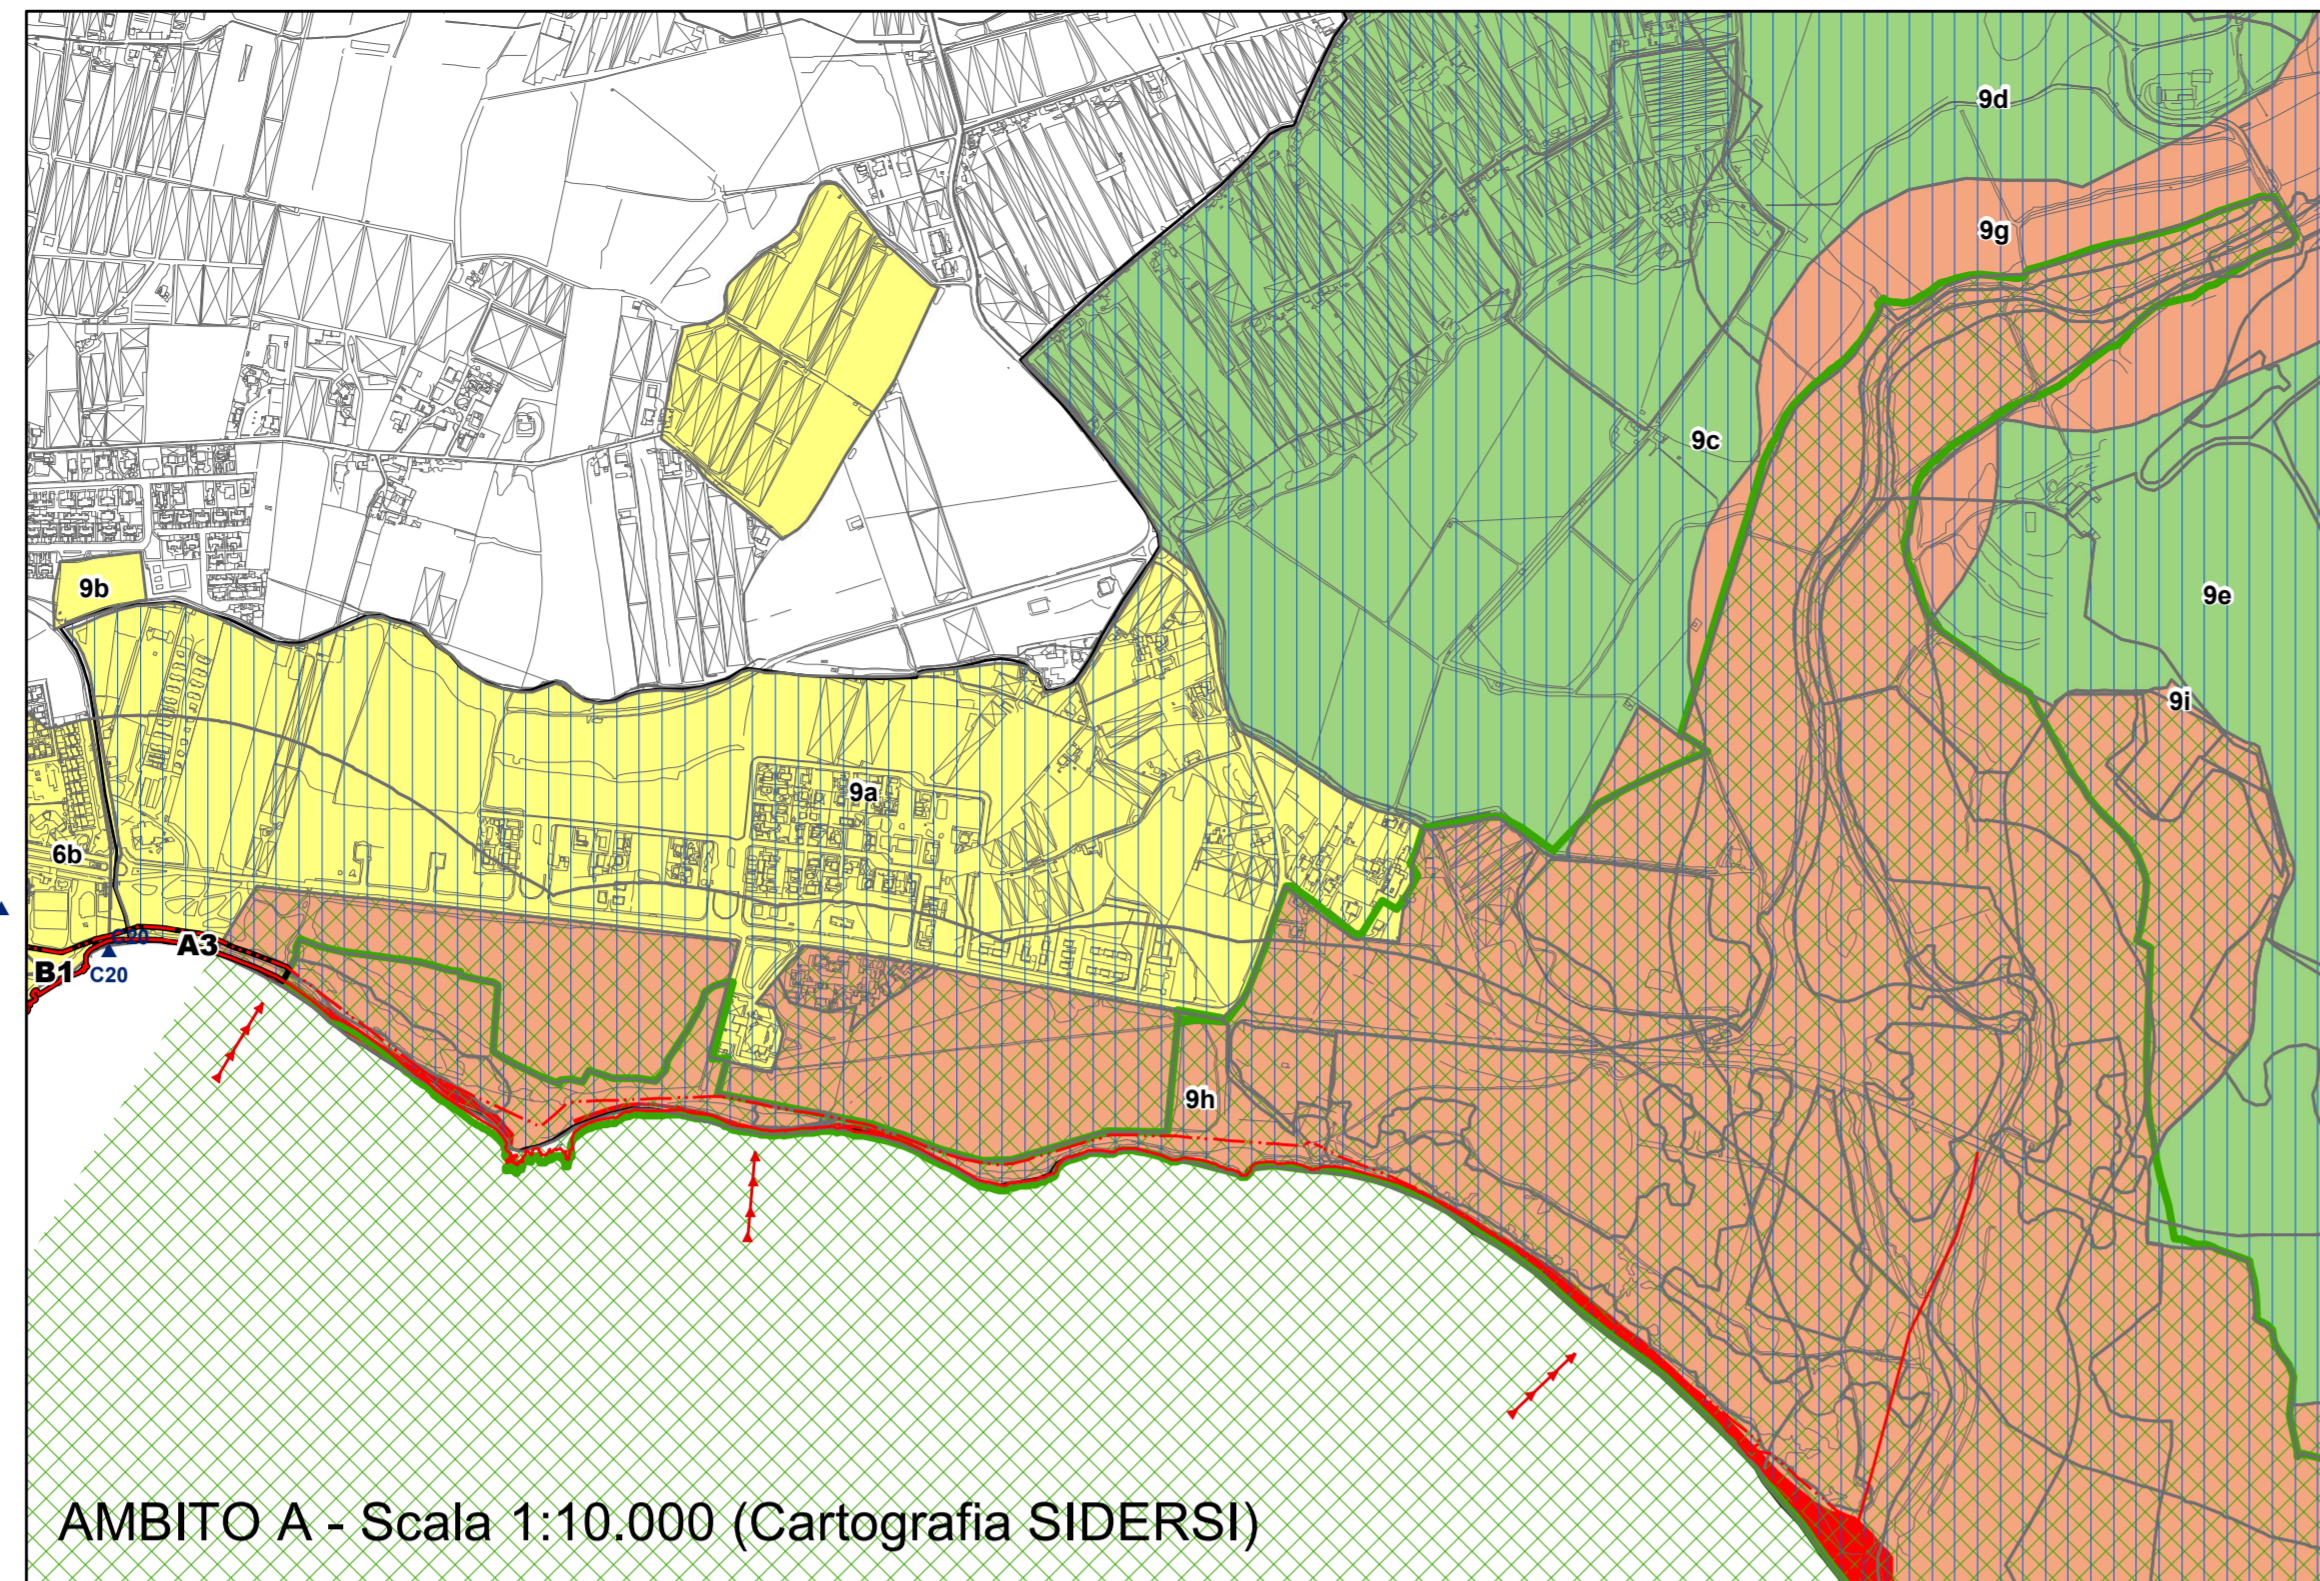 9d
9g
9c
9b
9e
9i
9a
6b
C20
A3
B1
C20
9h
AMBITO A - Scala 1:10.000 (Cartografia SIDERSI)